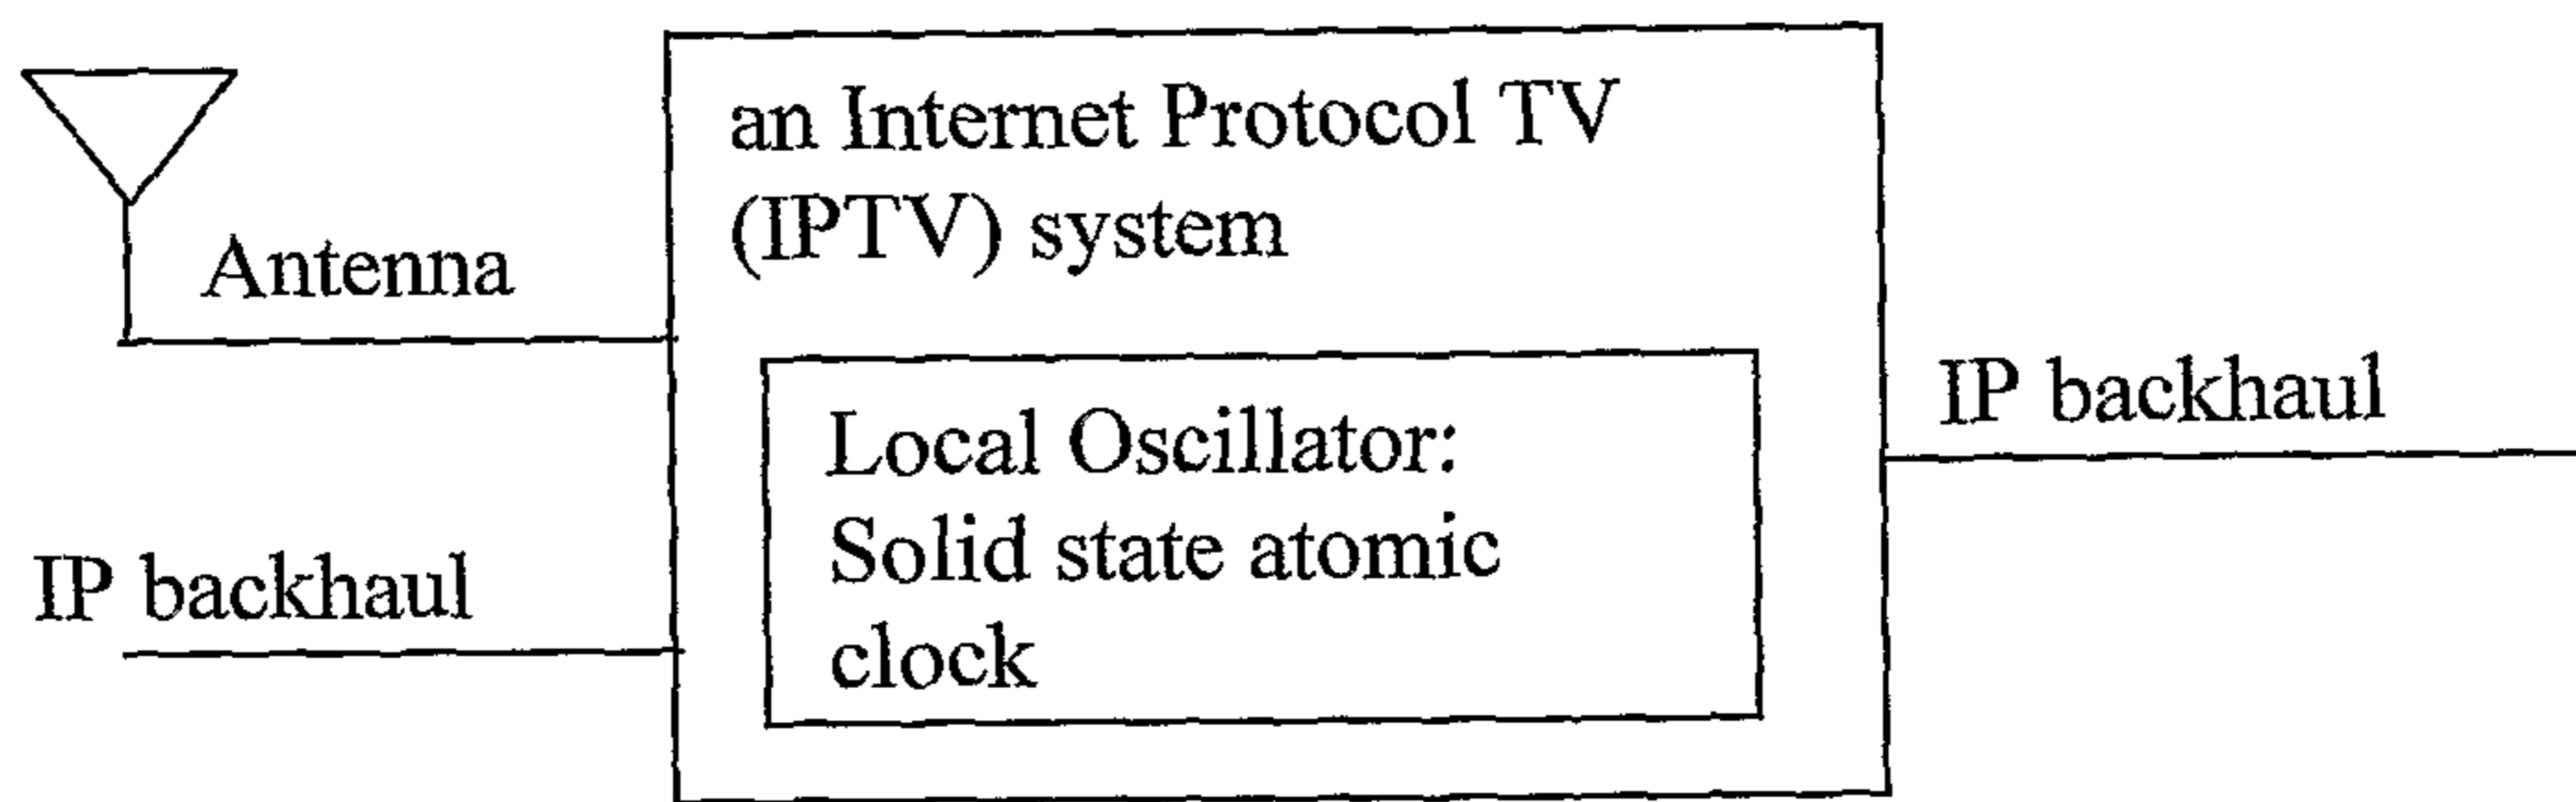 an Internet Protocol TV
(IPTV) system
Antenna
Local Oscillator:
Solid state atomic
clock
IP backhaul
IP backhaul